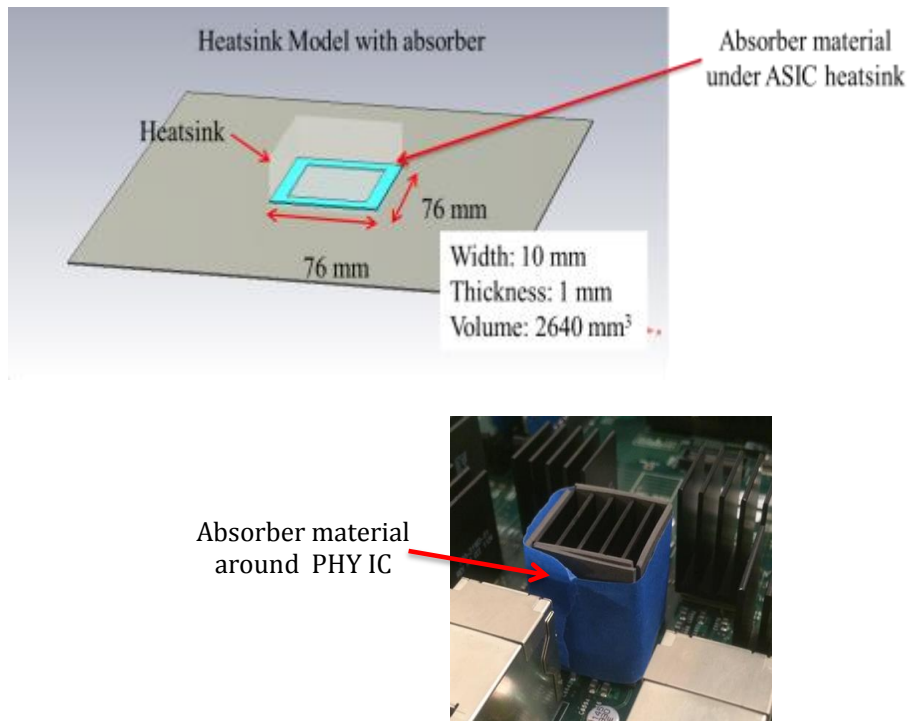 Heatsink Model with absorber
Absorber material
under ASIC heatsink
Heatsink
76 mm
76 mm
Width: 10 mm
Thickness: 1 mm
Volume: 2640 mm³
Absorber material
around PHY IC